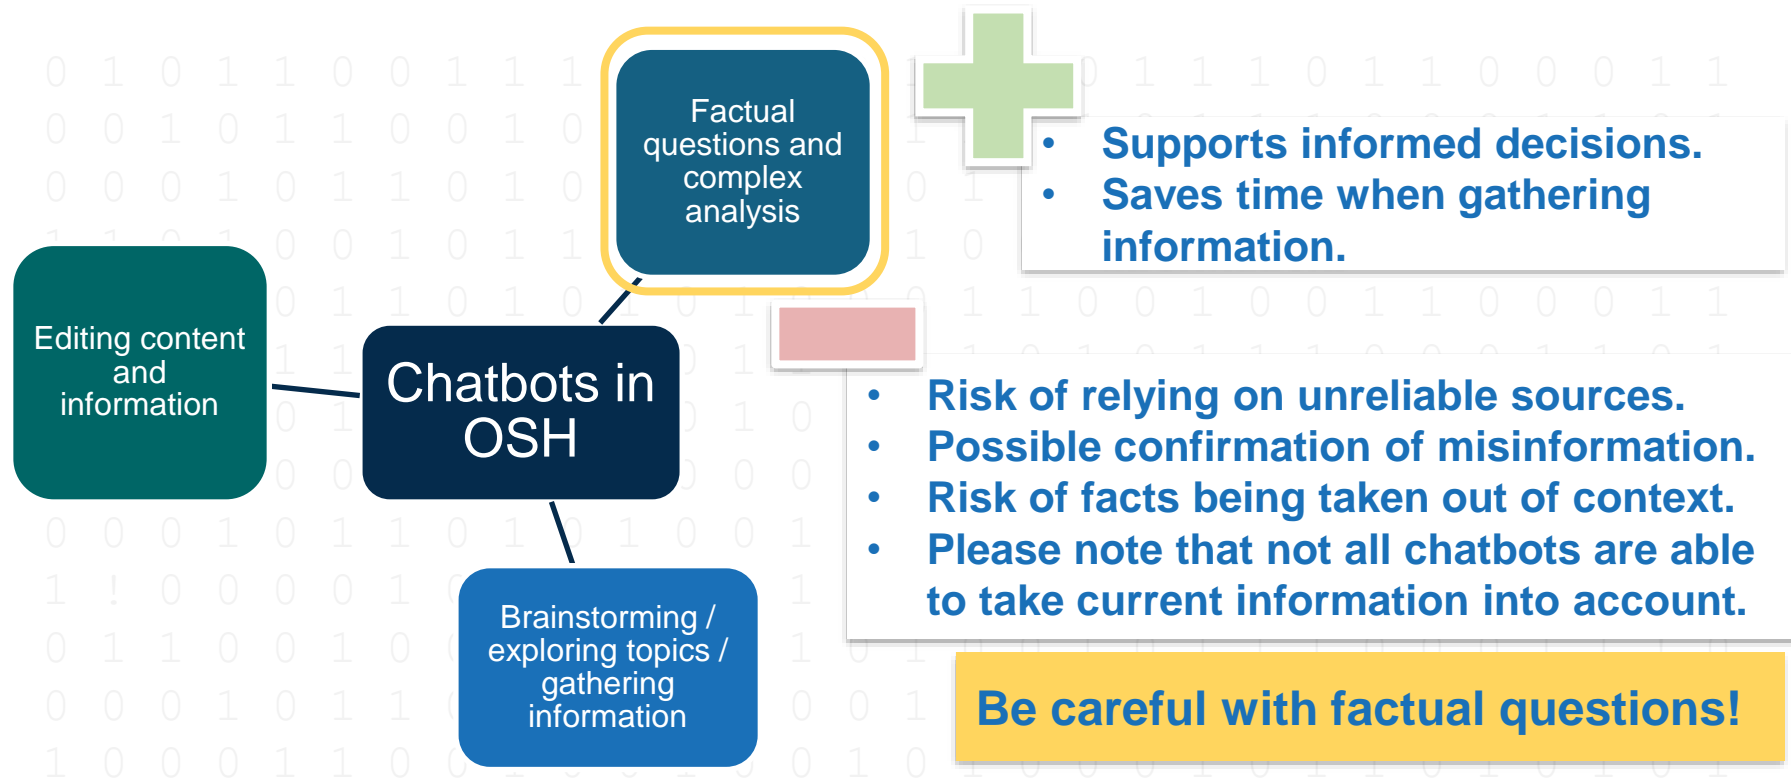 Factual
questions and
complex
analysis
Editing content
and
information
Chatbots in
OSH
Brainstorming /
exploring topics /
gathering
information
• Supports informed decisions.
• Saves time when gathering
information.
• Risk of relying on unreliable sources.
• Possible confirmation of misinformation.
• Risk of facts being taken out of context.
• Please note that not all chatbots are able
to take current information into account.
Be careful with factual questions!